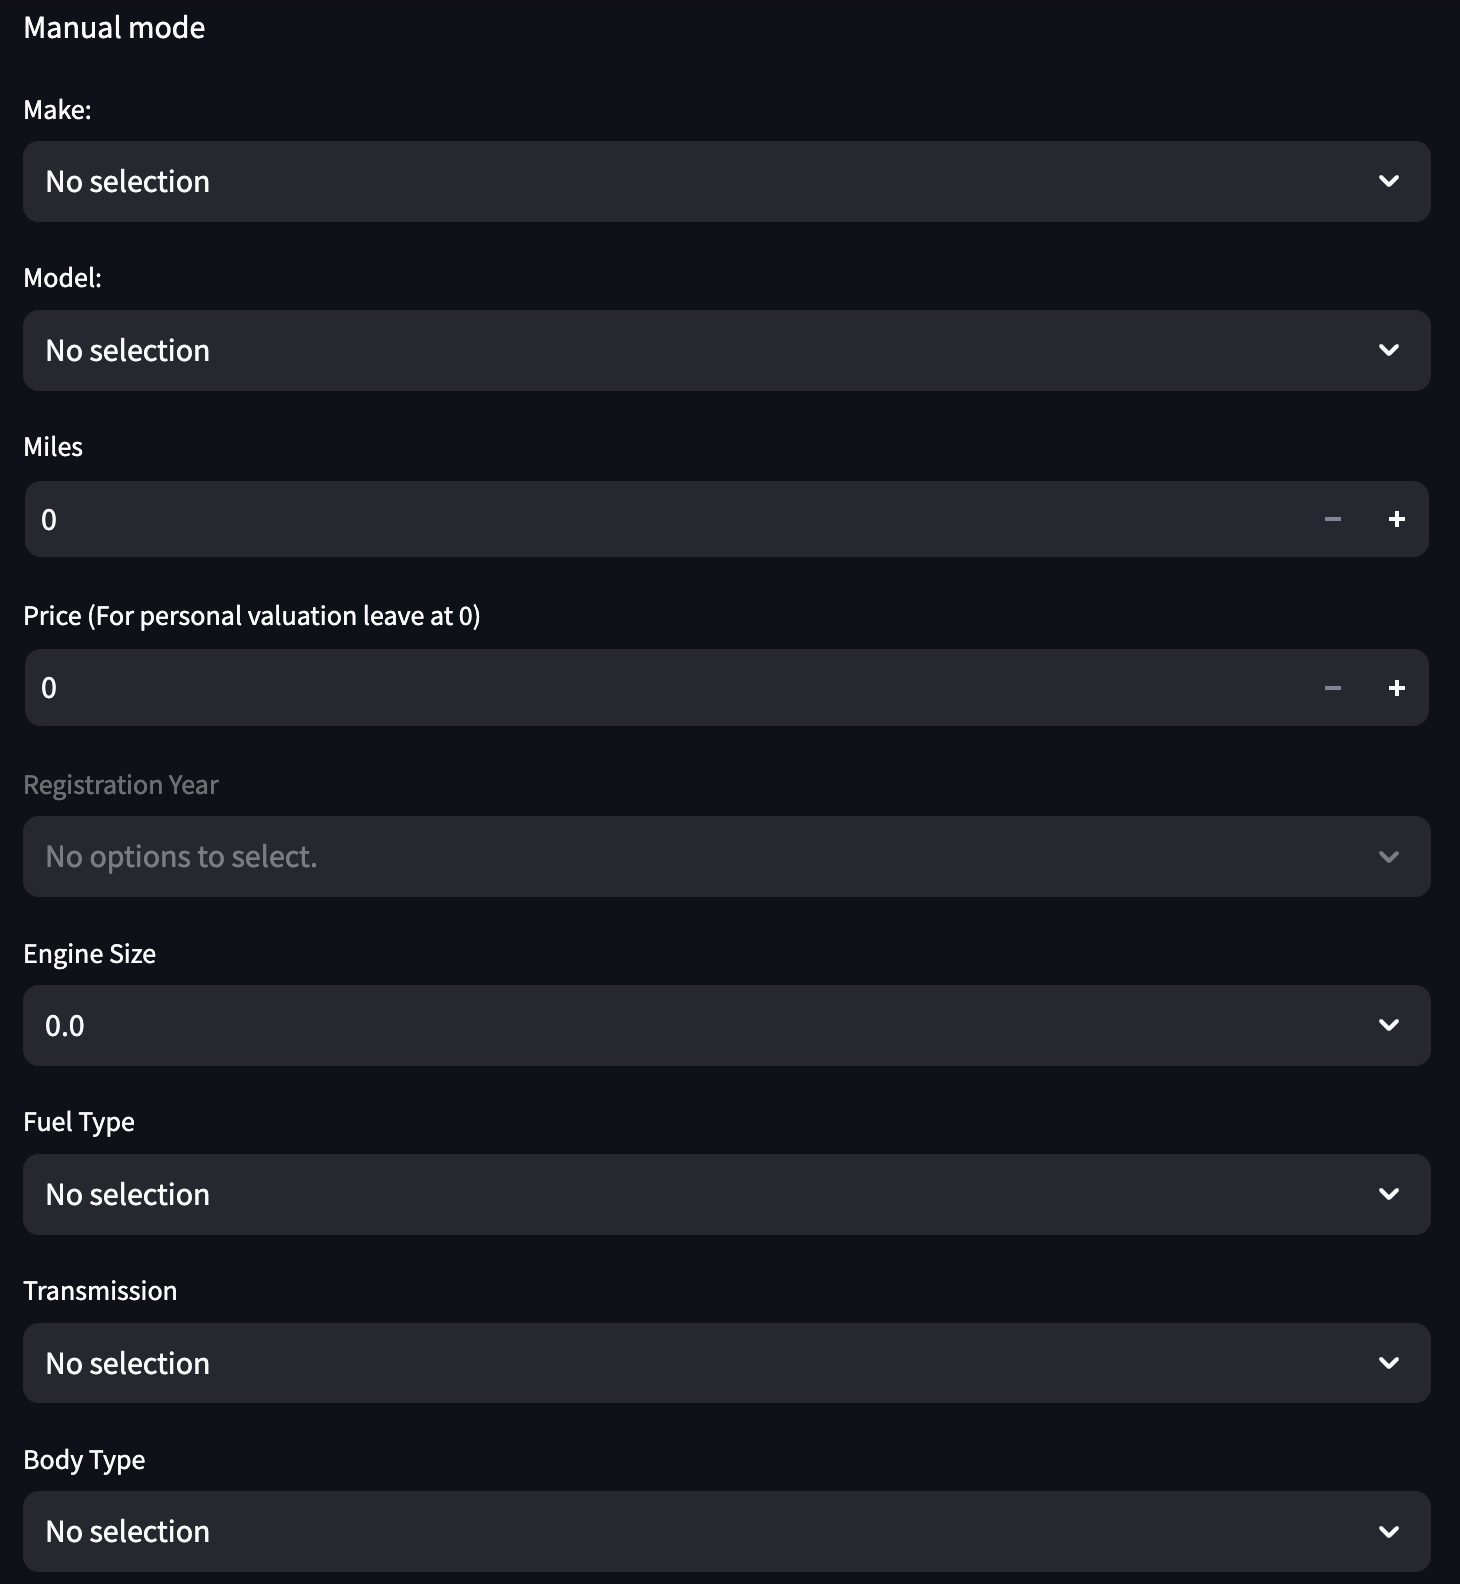 Manual mode
Make:
No selection
Model:
No selection
Miles
0
Price (For personal valuation leave at 0)
0
Registration Year
No options to select.
Engine Size
0.0
Fuel Type
No selection
Transmission
No selection
Body Type
No selection